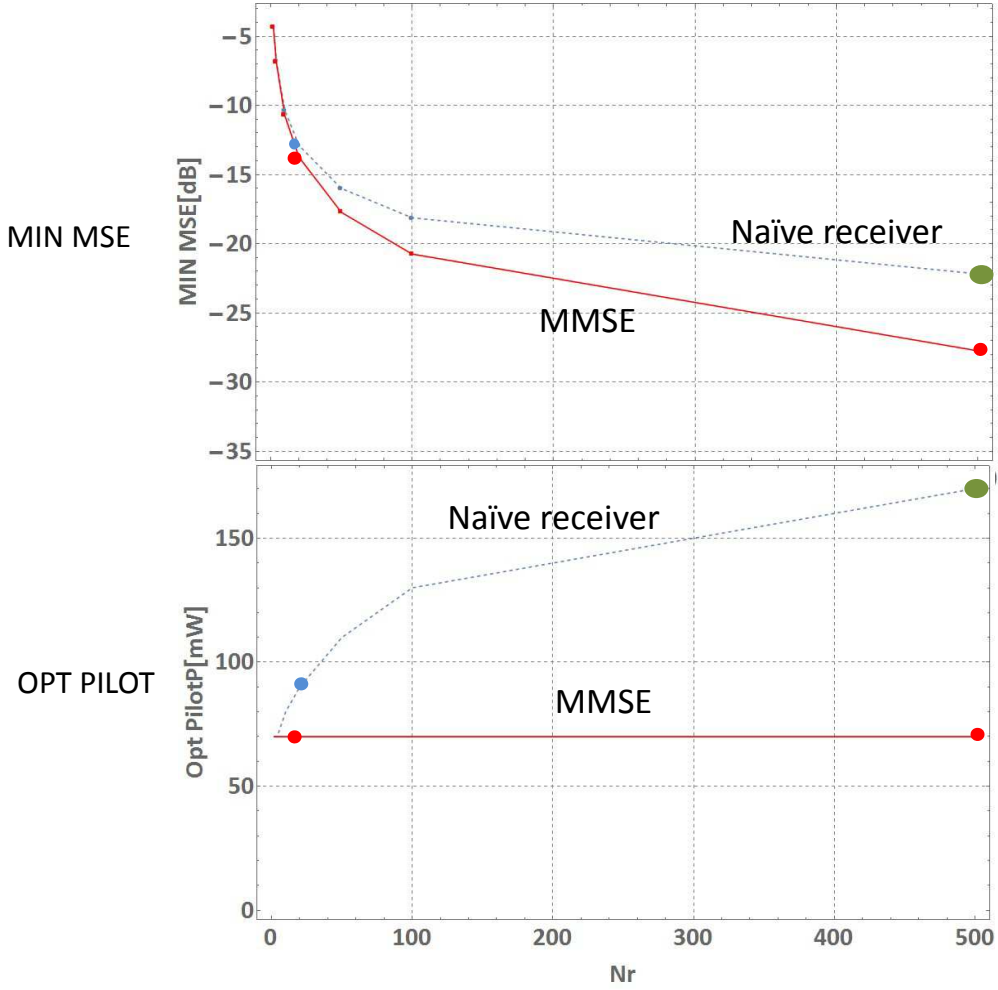 −5
−10
−15
−20
−25
−30
−35
MIN MSE[dB]
MIN MSE
Naïve receiver
MMSE
150
100
50
0
Opt PilotP[mW]
OPT PILOT
Naïve receiver
MMSE
0 100 200 300 400 500
Nr